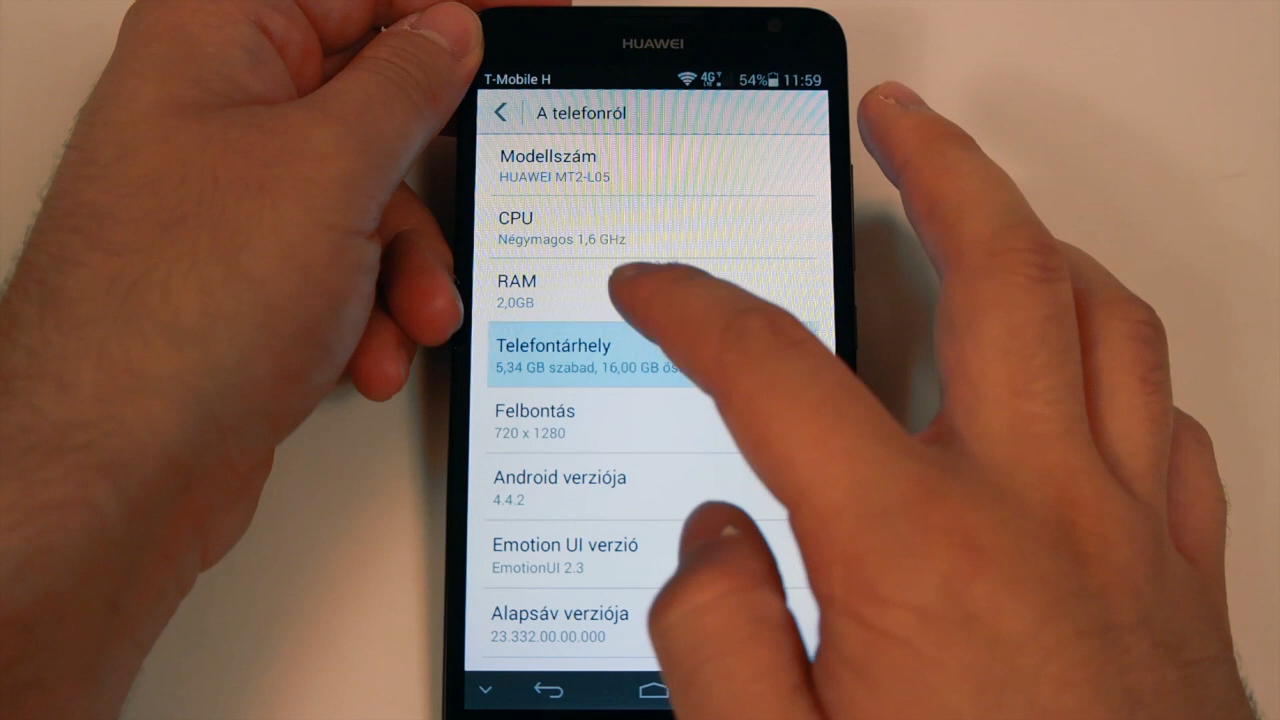 HUAWEI
T-Mobile H 4G 54% 11:59
A telefonról
Modellszám
HUAWEI MT2-L05
CPU
Négymagos 1,6 GHz
RAM
2,0GB
Telefontárhely
5,34 GB szabad, 16,00 GB
Felbontás
720 x 1280
Android verziója
4.4.2
Emotion UI verzió
EmotionUI 2.3
Alapsáv verziója
23.332.00.00.000